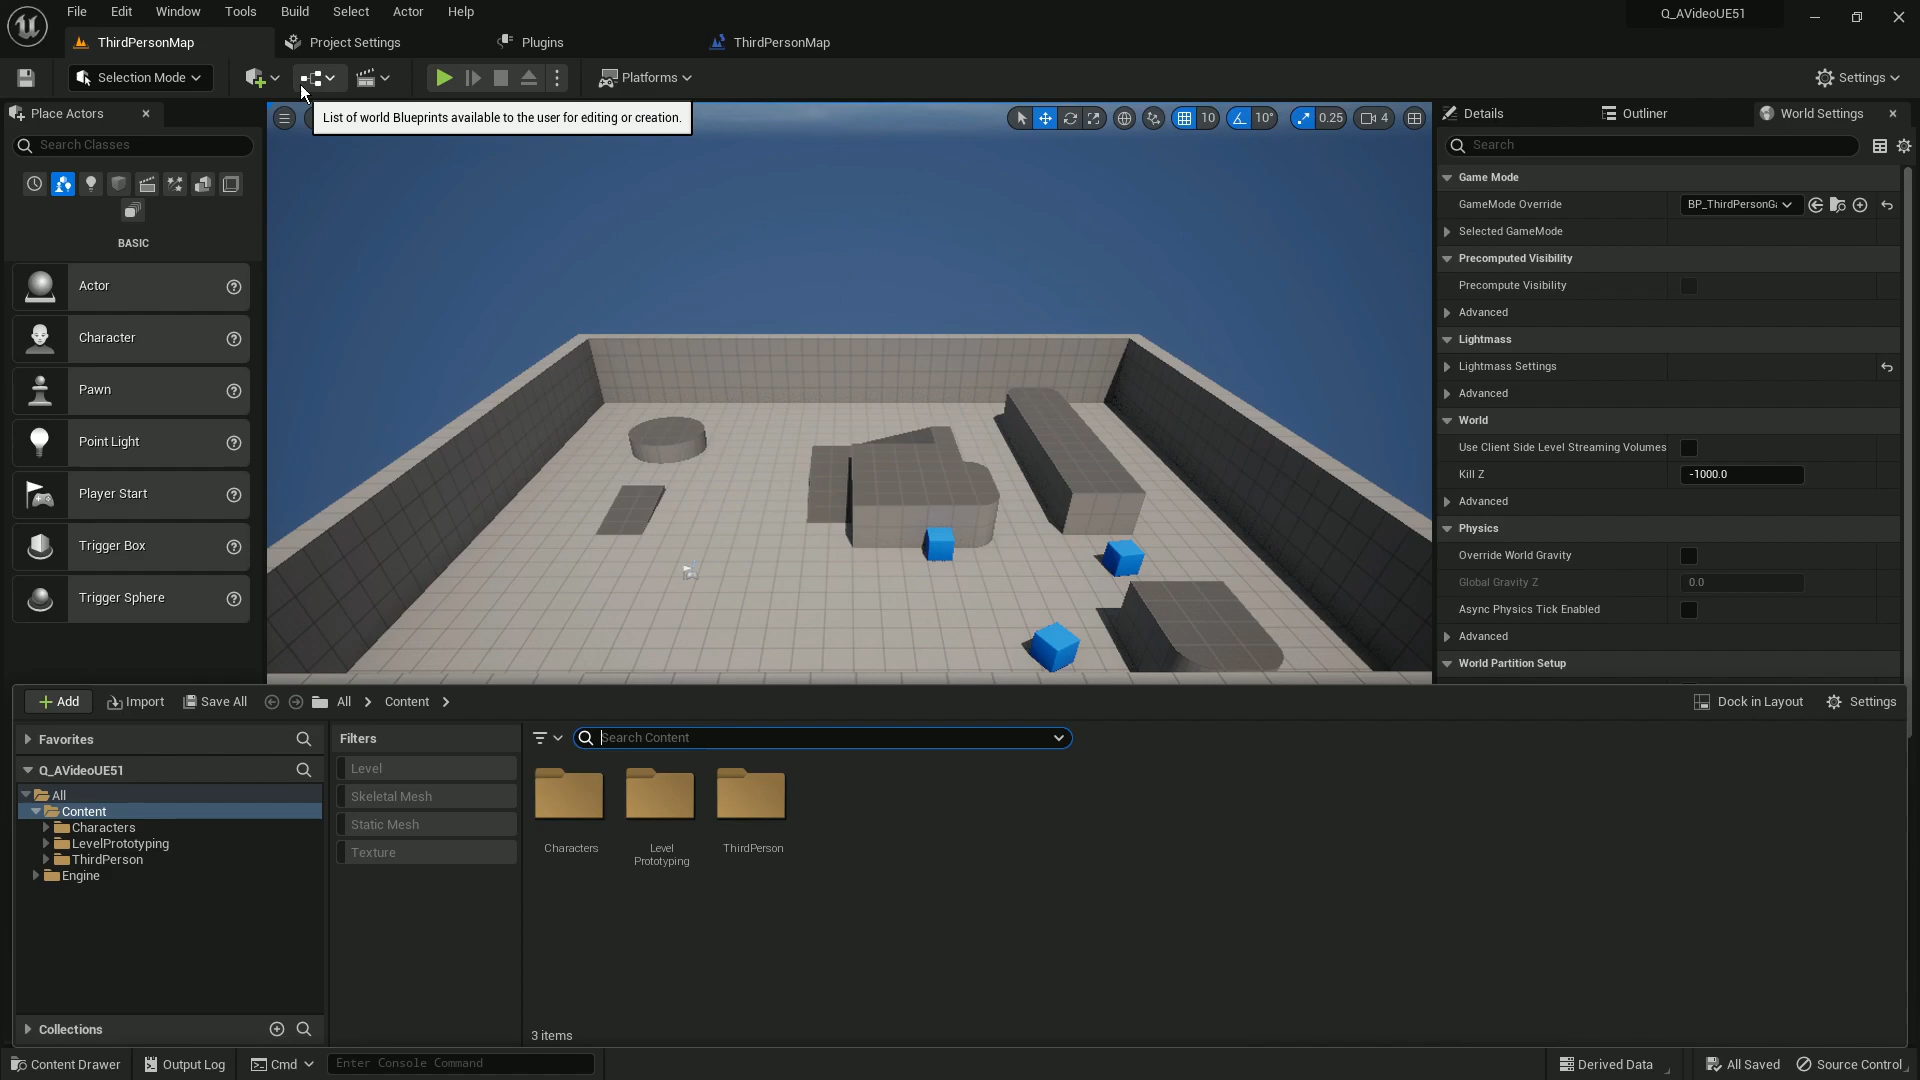 File Edit Window Tools Build Select Actor Help
Q_AVideoUE51
ThirdPersonMap
Project Settings
Plugins
ThirdPersonMap
Selection Mode
Platforms
Settings
Place Actors
List of world Blueprints available to the user for editing or creation.
10
10°
0.25
4
Details
Outliner
World Settings
Search Classes
Search
BASIC
Actor
Character
Pawn
Point Light
Player Start
Trigger Box
Trigger Sphere
Game Mode
GameMode Override
BP_ThirdPersonGa
Selected GameMode
Precomputed Visibility
Precompute Visibility
Advanced
Lightmass
Lightmass Settings
Advanced
World
Use Client Side Level Streaming Volumes
Kill Z
-1000.0
Advanced
Physics
Override World Gravity
Global Gravity Z
0.0
Async Physics Tick Enabled
Advanced
World Partition Setup
Add
Import
Save All
All
Content
Dock in Layout
Settings
Favorites
Q_AVideoUE51
All
Content
Characters
LevelPrototyping
ThirdPerson
Engine
Collections
Filters
Level
Skeletal Mesh
Static Mesh
Texture
Search Content
Characters
Level
Prototyping
ThirdPerson
3 items
Content Drawer
Output Log
Cmd
Enter Console Command
Derived Data
All Saved
Source Control